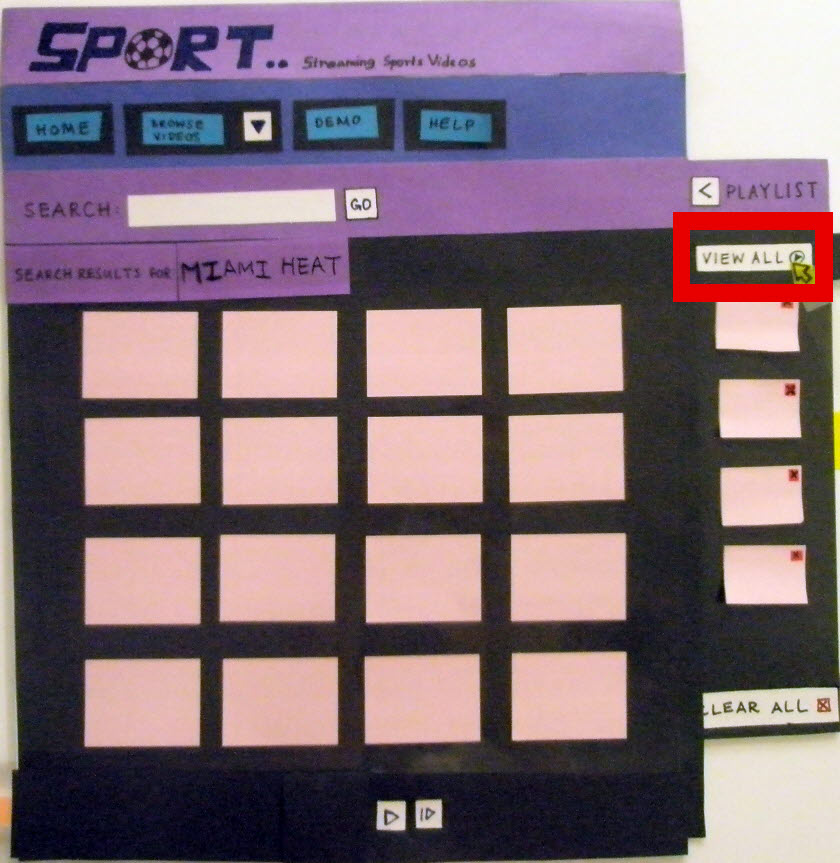 SPORT.. Streaming Sports Videos
HOME
BROWSE
VIDEOS
DEMO
HELP
SEARCH:
GO
< PLAYLIST
SEARCH RESULTS FOR MIAMI HEAT
VIEW ALL
CLEAR ALL